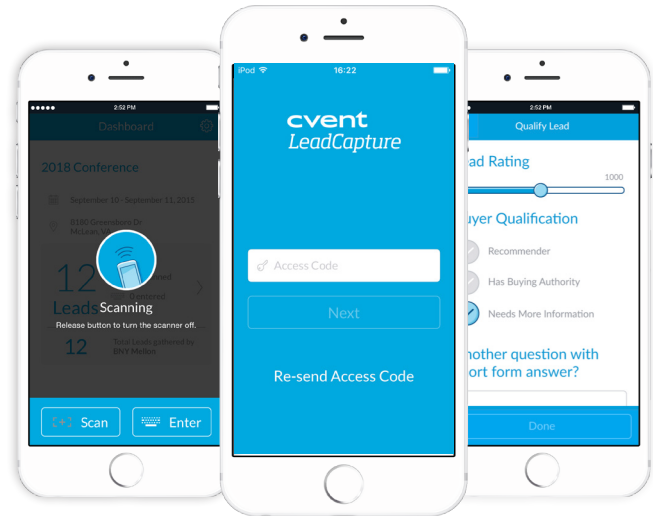 2:52 PM
Dashboard
2018 Conference
September 10 - September 11, 2015
8180 Greensboro Dr
McLean,
12
Leads
0 entered
Scanning
Release button to turn the scanner off.
12
Total Leads gathered by
BNY Mellon
Scan
Enter
iPod
16:22
cvent
LeadCapture
Access Code
Next
Re-send Access Code
2:52 PM
Qualify Lead
ad Rating
1000
uyer Qualification
Recommender
Has Buying Authority
Needs More Information
nother question with
ort form answer?
Done